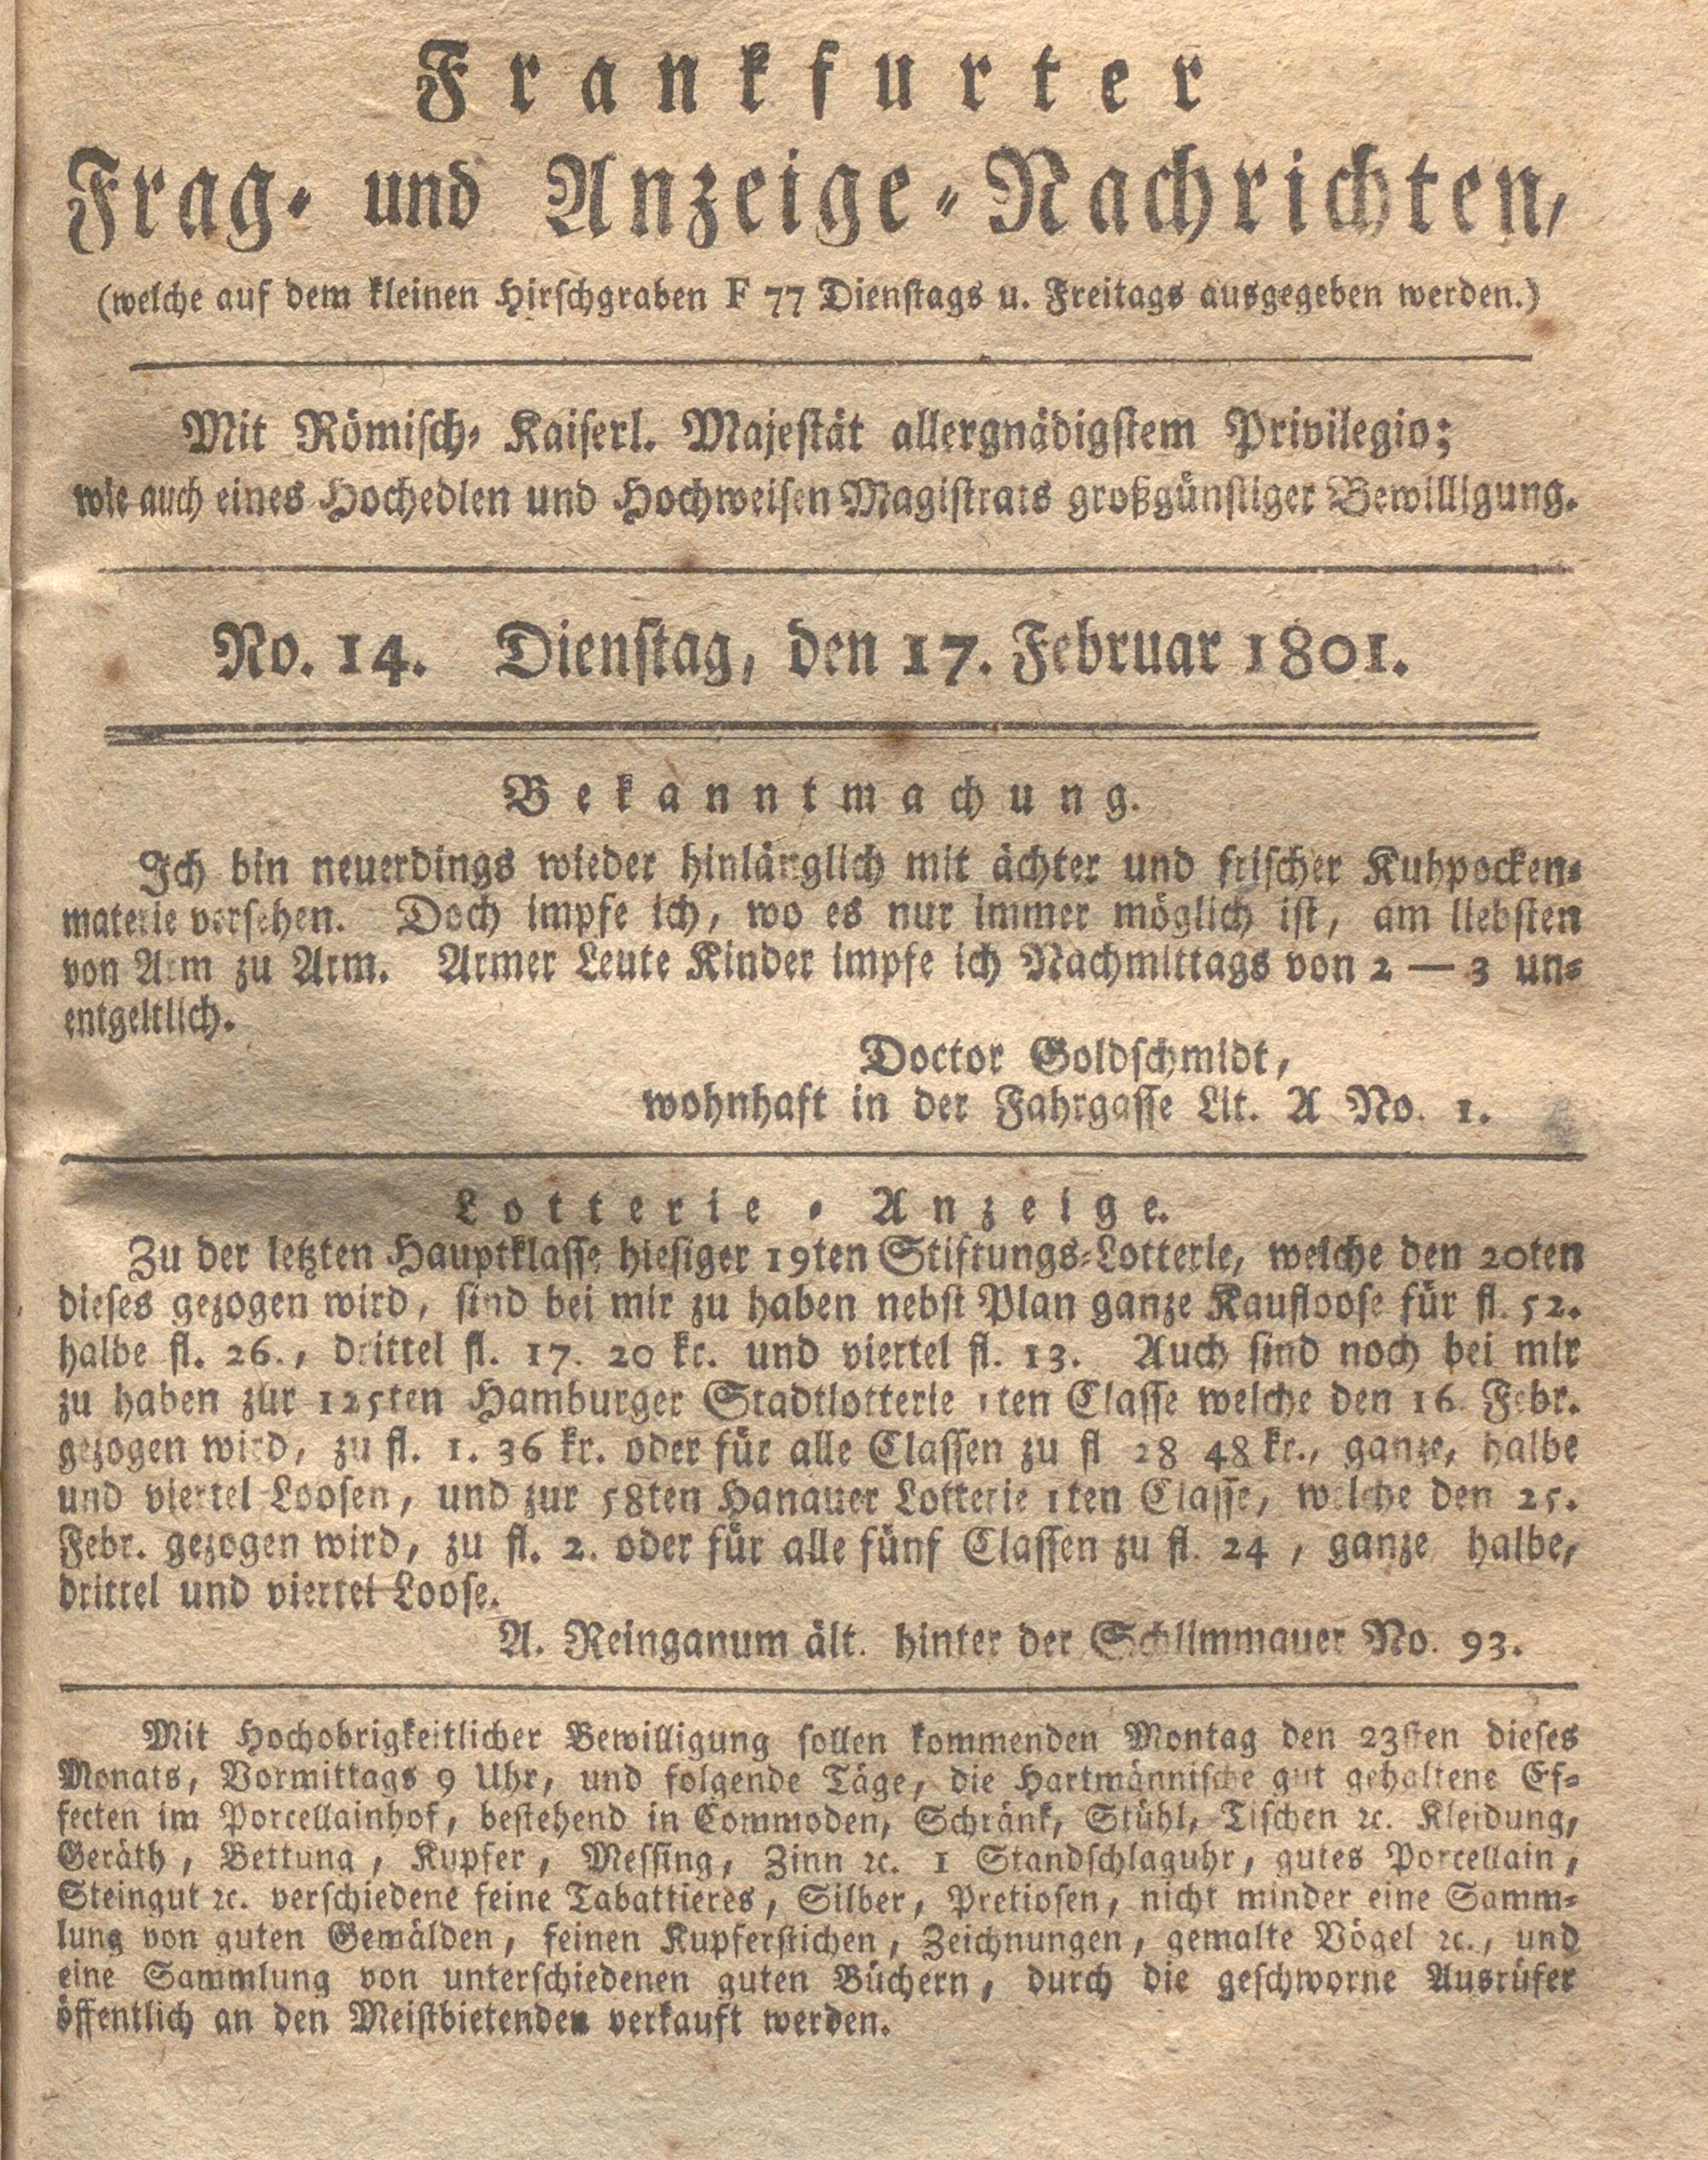 Frankfurter
Frag- und Anzeige-Nachrichten,
(welche auf dem kleinen Hirschgraben F 77 Dienstags u. Freitags ausgegeben werden.)
Mit Römisch- Kaiserl. Majestät allergnädigstem Privilegio;
wie auch eines Hochedlen und Hochweisen Magistrats großgünstiger Bewilligung.
No. 14. Dienstag, den 17. Februar 1801.
Bekanntmachung.
Ich bin neuerdings wieder hinlänglich mit ächter und frischer Kuhpocken-
materie versehen. Doch impfe ich, wo es nur immer möglich ist, am liebsten
von Arm zu Arm. Armer Leute Kinder impfe ich Nachmittags von 2 — 3 un-
entgeltlich.
Doctor Goldschmidt,
wohnhaft in der Fahrgasse Lit. A No. 1.
Lotterie - Anzeige.
Zu der letzten Hauptklasse hiesiger 19ten Stiftungs-Lotterie, welche den 20ten
dieses gezogen wird, sind bei mir zu haben nebst Plan ganze Kaufloose für fl. 52.
halbe fl. 26., drittel fl. 17. 20 kr. und viertel fl. 13. Auch sind noch bei mir
zu haben zur 125ten Hamburger Stadtlotterie 1ten Classe welche den 16. Febr.
gezogen wird, zu fl. 1. 36 kr. oder für alle Classen zu fl 28 48 kr., ganze, halbe
und viertel Loosen, und zur 58ten Hanauer Lotterie 1ten Classe, welche den 25.
Febr. gezogen wird, zu fl. 2. oder für alle fünf Classen zu fl. 24, ganze halbe,
drittel und viertel Loose.
A. Reinganum ält. hinter der Schlimmauer No. 93.
Mit Hochobrigkeitlicher Bewilligung sollen kommenden Montag den 23sten dieses
Monats, Vormittags 9 Uhr, und folgende Täge, die Hartmännische gut gehaltene Ef-
fecten im Porcellainhof, bestehend in Commoden, Schränk, Stühl, Tischen ꝛc. Kleidung,
Geräth, Bettung, Kupfer, Messing, Zinn ꝛc. 1 Standschlaguhr, gutes Porcellain,
Steingut ꝛc. verschiedene feine Tabattieres, Silber, Pretiosen, nicht minder eine Samm-
lung von guten Gemälden, feinen Kupferstichen, Zeichnungen, gemalte Vögel ꝛc., und
eine Sammlung von unterschiedenen guten Büchern, durch die geschworne Ausrüfer
öffentlich an den Meistbietenden verkauft werden.